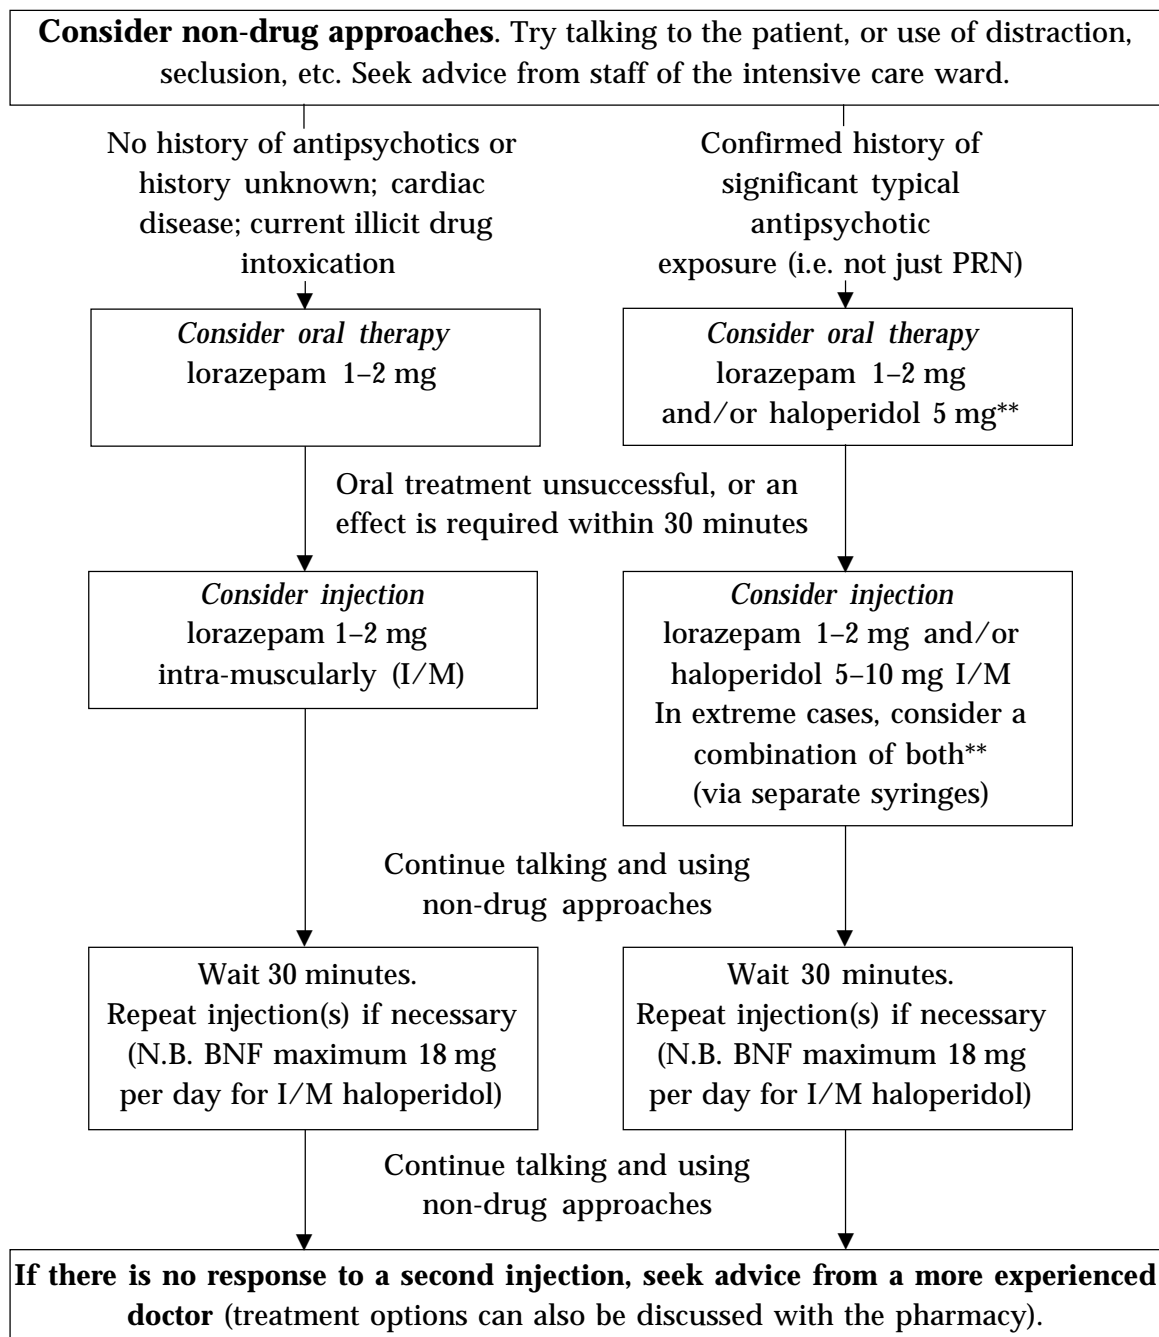 Consider non-drug approaches. Try talking to the patient, or use of distraction,
seclusion, etc. Seek advice from staff of the intensive care ward.
No history of antipsychotics or
history unknown; cardiac
disease; current illicit drug
intoxication
Confirmed history of
significant typical
antipsychotic
exposure (i.e. not just PRN)
Consider oral therapy
lorazepam 1–2 mg
Consider oral therapy
lorazepam 1–2 mg
and/or haloperidol 5 mg**
Oral treatment unsuccessful, or an
effect is required within 30 minutes
Consider injection
lorazepam 1–2 mg
intra-muscularly (I/M)
Consider injection
lorazepam 1–2 mg and/or
haloperidol 5–10 mg I/M
In extreme cases, consider a
combination of both**
(via separate syringes)
Continue talking and using
non-drug approaches
Wait 30 minutes.
Repeat injection(s) if necessary
(N.B. BNF maximum 18 mg
per day for I/M haloperidol)
Wait 30 minutes.
Repeat injection(s) if necessary
(N.B. BNF maximum 18 mg
per day for I/M haloperidol)
Continue talking and using
non-drug approaches
If there is no response to a second injection, seek advice from a more experienced
doctor (treatment options can also be discussed with the pharmacy).